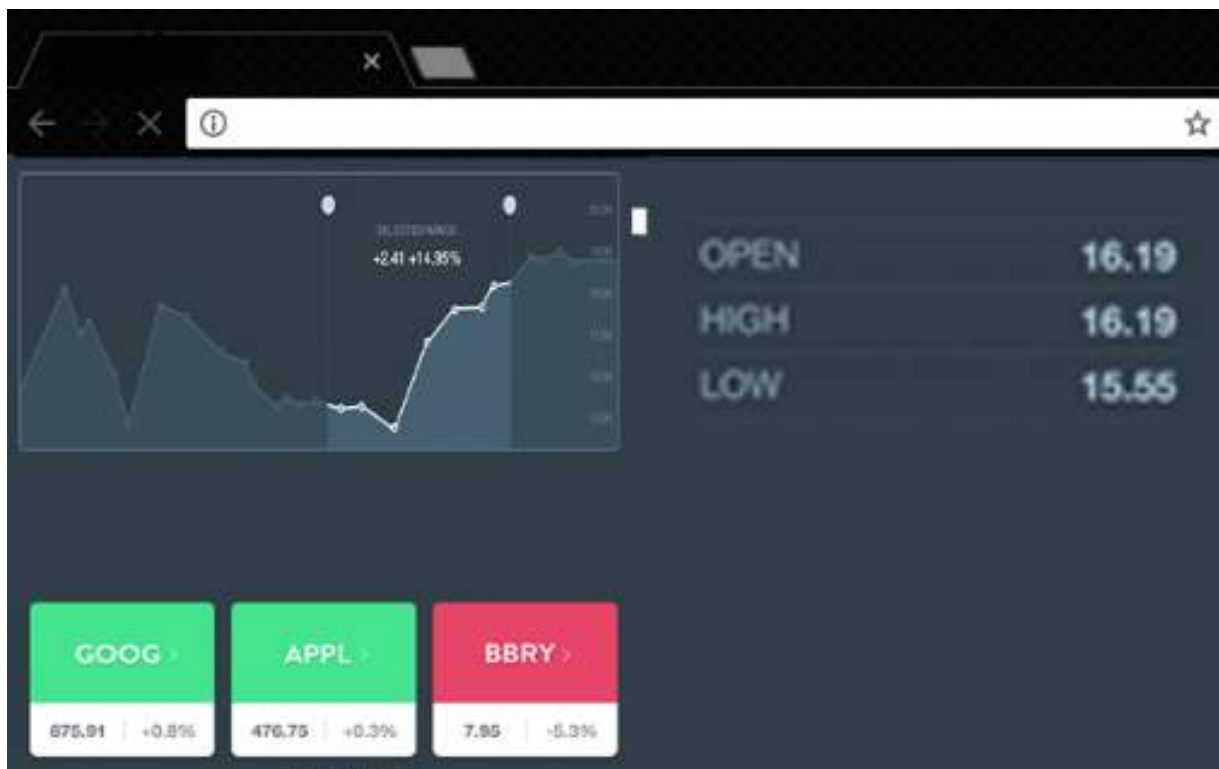 +2.41 +14.95%
OPEN 16.19
HIGH 16.19
LOW 15.55
GOOG > APPL > BBRY >
875.91 +0.8% 476.75 +0.3% 7.95 -5.3%